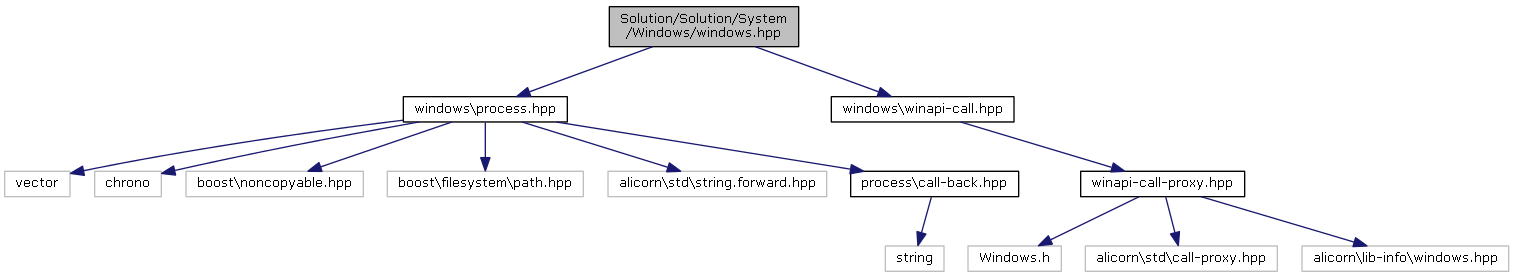 Solution/Solution/System
/Windows/windows.hpp
windows\process.hpp
windows\winapi-call.hpp
vector
chrono
boost\noncopyable.hpp
boost\filesystem\path.hpp
alicorn\std\string.forward.hpp
process\call-back.hpp
winapi-call-proxy.hpp
string
Windows.h
alicorn\std\call-proxy.hpp
alicorn\lib-info\windows.hpp